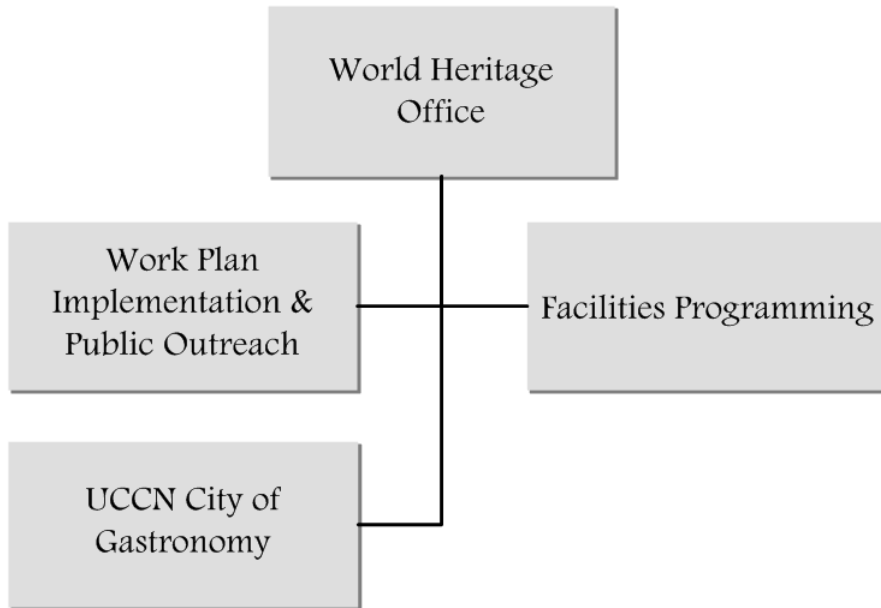 World Heritage
Office
Work Plan
Implementation &
Public Outreach
Facilities Programming
UCCN City of
Gastronomy